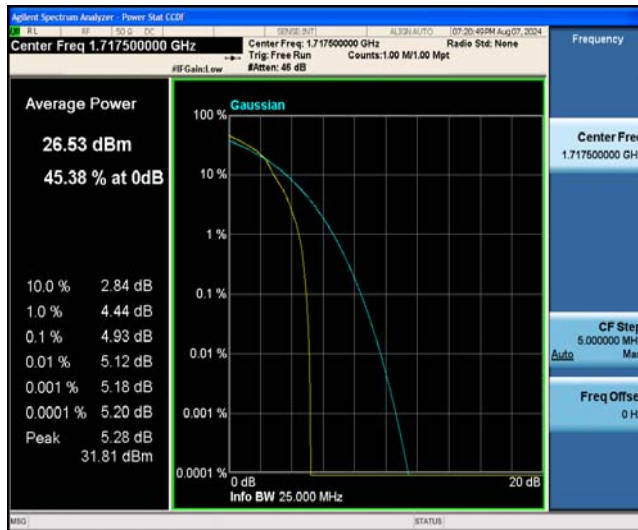 Agilent Spectrum Analyzer - Power Stat CCDF
RL RF 50 Ω DC SENSE:INT ALIGN AUTO 07:20:49PM Aug 07, 2024
Center Freq 1.717500000 GHz
Center Freq: 1.717500000 GHz Radio Std: None
Trig: Free Run Counts:1.00 M/1.00 Mpt
#IFGain:Low #Atten: 46 dB
Frequency
Average Power
26.53 dBm
45.38 % at 0dB
10.0 % 2.84 dB
1.0 % 4.44 dB
0.1 % 4.93 dB
0.01 % 5.12 dB
0.001 % 5.18 dB
0.0001 % 5.20 dB
Peak 5.28 dB
31.81 dBm
Gaussian
100 %
10 %
1 %
0.1 %
0.01 %
0.001 %
0.0001 %
0 dB 20 dB
Info BW 25.000 MHz
Center Fre
1.717500000 GH
CF Step
5.000000 MH
Auto Ma
Freq Offse
0 H
MSG STATUS